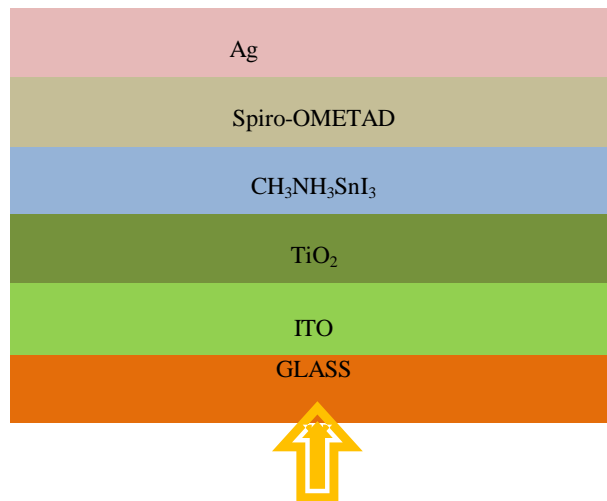 Ag
Spiro-OMETAD
CH₃NH₃SnI₃
TiO₂
ITO
GLASS